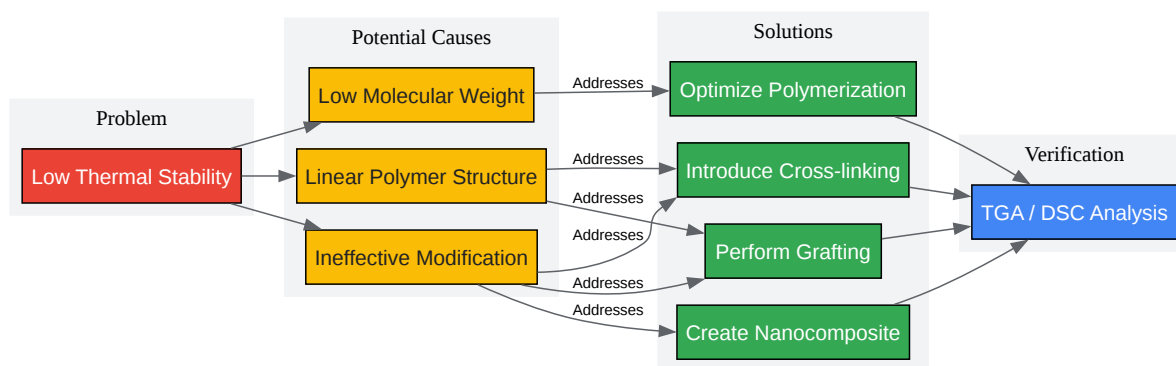 Problem
Low Thermal Stability
Potential Causes
Low Molecular Weight
Linear Polymer Structure
Ineffective Modification
Addresses
Addresses
Addresses
Addresses
Addresses
Addresses
Solutions
Optimize Polymerization
Introduce Cross-linking
Perform Grafting
Create Nanocomposite
Verification
TGA / DSC Analysis